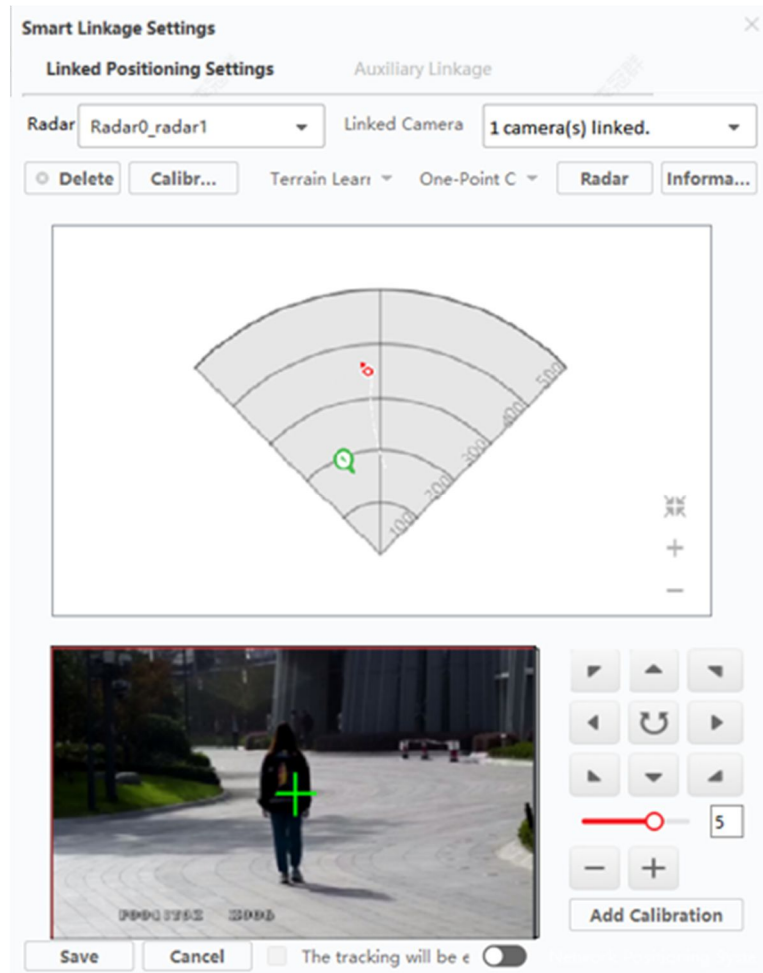 Smart Linkage Settings
Linked Positioning Settings
Auxiliary Linkage
Radar Radar0_radar1 Linked Camera 1 camera(s) linked.
Delete Calibr... Terrain Learr One-Point C Radar Informa...
500
400
300
200
100
5
Add Calibration
Save Cancel The tracking will be e